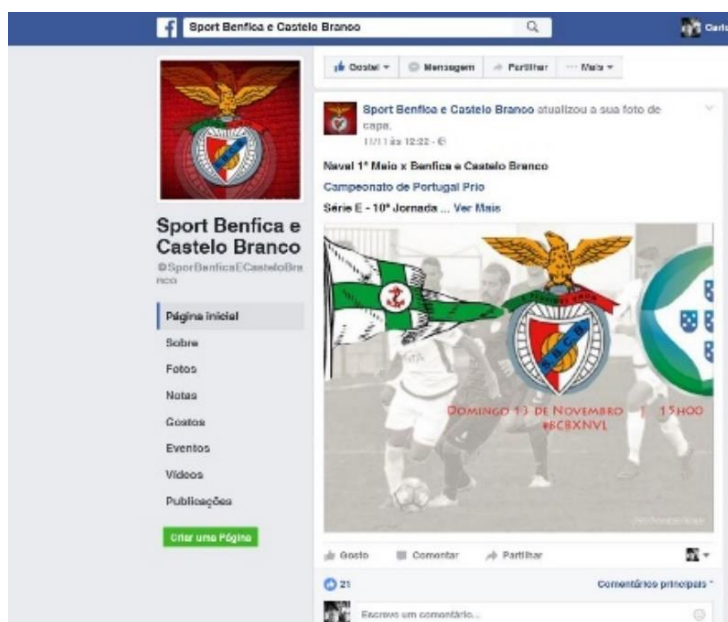 Sport Benfica e Castelo Branco
Gostei
Mensagem
Partilhar
Mais
Sport Benfica e Castelo Branco atualizou a sua foto de
capa.
11/11 às 12:22
Naval 1º Maio x Benfica e Castelo Branco
Campeonato de Portugal Prio
Série E - 10ª Jornada ... Ver Mais
Sport Benfica e
Castelo Branco
@SporBenficaECasteloBra
nco
Página inicial
Sobre
Fotos
Notas
Gostos
Eventos
Vídeos
Publicações
Criar uma Página
S.B.C.B.
DOMINGO 13 DE NOVEMBRO | 15H00
#BCBXNVL
Gosto
Comentar
Partilhar
21
Comentários principais
Escreve um comentário...